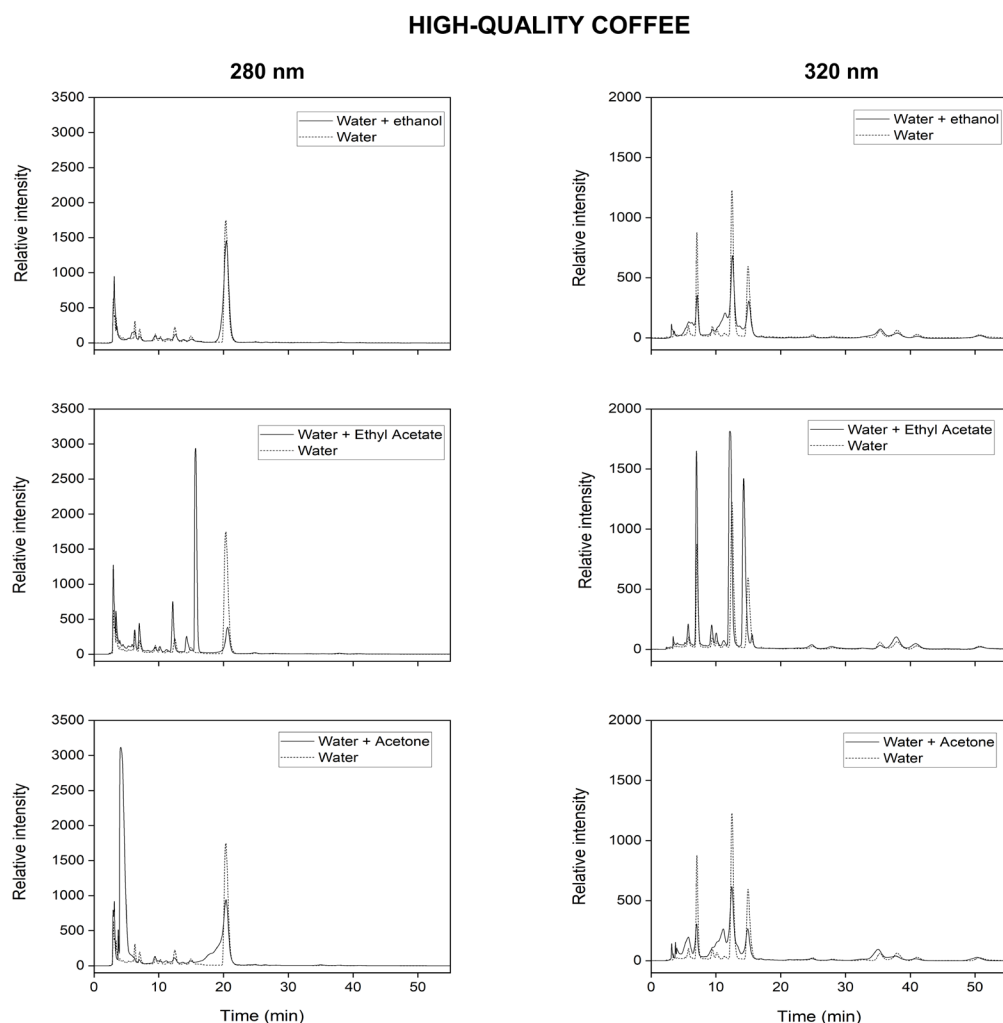 HIGH-QUALITY COFFEE
280 nm
320 nm
3500
3000
2500
2000
1500
1000
500
0
Relative intensity
Water + ethanol
Water
2000
1500
1000
500
0
Relative intensity
Water + ethanol
Water
3500
3000
2500
2000
1500
1000
500
0
Relative intensity
Water + Ethyl Acetate
Water
2000
1500
1000
500
0
Relative intensity
Water + Ethyl Acetate
Water
3500
3000
2500
2000
1500
1000
500
0
Relative intensity
Water + Acetone
Water
0 10 20 30 40 50
Time (min)
2000
1500
1000
500
0
Relative intensity
Water + Acetone
Water
0 10 20 30 40 50
Time (min)